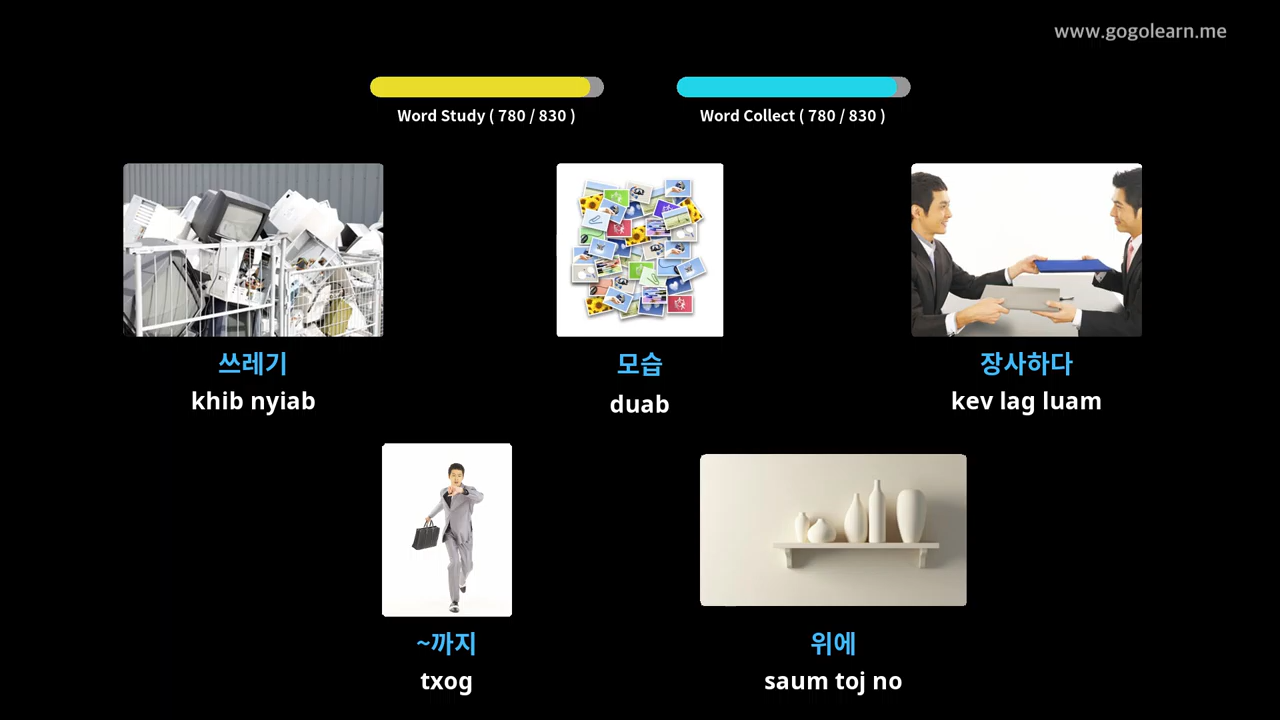 www.gogolearn.me
Word Study ( 780 / 830 )
Word Collect ( 780 / 830 )
쓰레기
khib nyiab
모습
duab
장사하다
kev lag luam
~까지
txog
위에
saum toj no